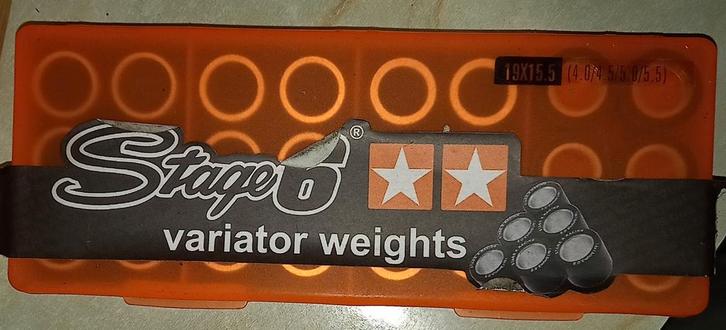 19X15.5 (4.0/4.5/5.0/5.5)
Stage6®
variator weights